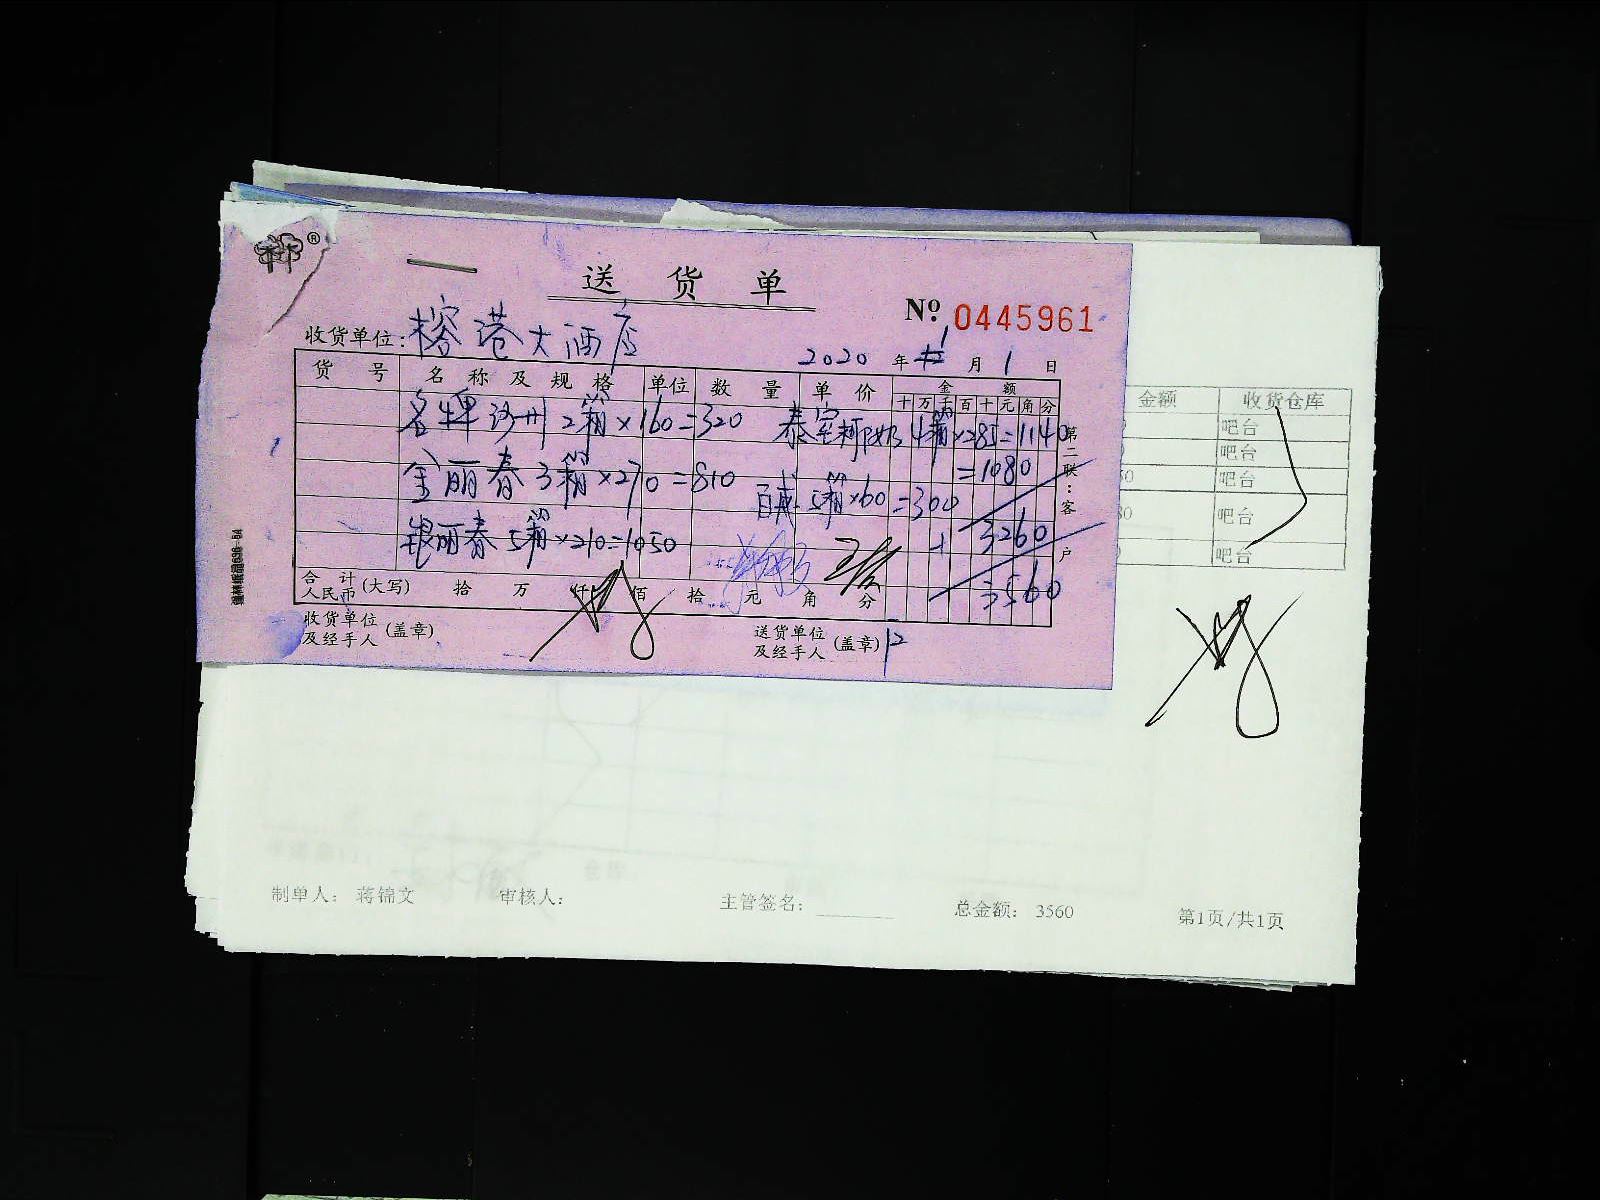 ®
送 货 单
No 0445961
收货单位: 榕港大酒店
2020 年 1 月 1 日
货 号 名 称 及 规 格 单位 数 量 单 价 金 额
十 万 千 百 十 元 角 分
名牌 2箱×160=320 4箱×285=1140
=1080
金丽春 3箱×270=810 5箱×60=300
3260
银丽春 5箱×210=1050
3560
合 计
人民币 (大写) 拾 万 仟 佰 拾 元 角 分
收货单位
及经手人 (盖章)
送货单位
及经手人 (盖章) 12
第二联:客户
金额 收货仓库
吧台
吧台
50 吧台
80 吧台
0 吧台
制单人: 蒋锦文 审核人: 主管签名: 总金额: 3560 第1页/共1页